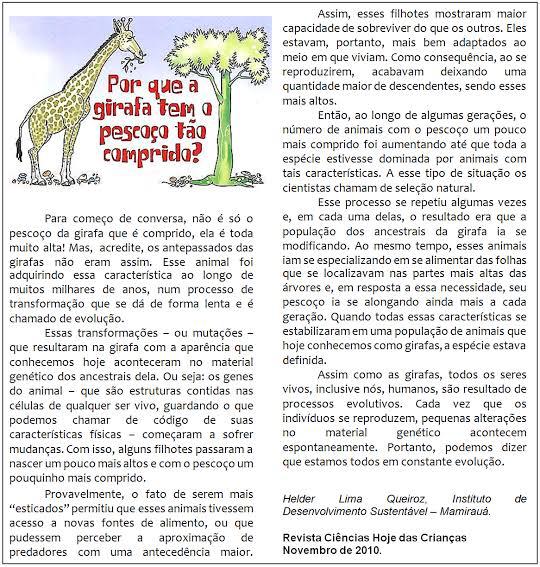 Por que a
girafa tem o
pescoço tão
comprido?
Para começo de conversa, não é só o
pescoço da girafa que é comprido, ela é toda
muito alta! Mas, acredite, os antepassados das
girafas não eram assim. Esse animal foi
adquirindo essa característica ao longo de
muitos milhares de anos, num processo de
transformação que se dá de forma lenta e é
chamado de evolução.
Essas transformações – ou mutações –
que resultaram na girafa com a aparência que
conhecemos hoje aconteceram no material
genético dos ancestrais dela. Ou seja: os genes
do animal – que são estruturas contidas nas
células de qualquer ser vivo, guardando o que
podemos chamar de código de suas
características físicas – começaram a sofrer
mudanças. Com isso, alguns filhotes passaram a
nascer um pouco mais altos e com o pescoço um
pouquinho mais comprido.
Provavelmente, o fato de serem mais
“esticados” permitiu que esses animais tivessem
acesso a novas fontes de alimento, ou que
pudessem perceber a aproximação de
predadores com uma antecedência maior.
Assim, esses filhotes mostraram maior
capacidade de sobreviver do que os outros. Eles
estavam, portanto, mais bem adaptados ao
meio em que viviam. Como consequência, ao se
reproduzirem, acabavam deixando uma
quantidade maior de descendentes, sendo esses
mais altos.
Então, ao longo de algumas gerações, o
número de animais com o pescoço um pouco
mais comprido foi aumentando até que toda a
espécie estivesse dominada por animais com
tais características. A esse tipo de situação os
cientistas chamam de seleção natural.
Esse processo se repetiu algumas vezes
e, em cada uma delas, o resultado era que a
população dos ancestrais da girafa ia se
modificando. Ao mesmo tempo, esses animais
iam se especializando em se alimentar das folhas
que se localizavam nas partes mais altas das
árvores e, em resposta a essa necessidade, seu
pescoço ia se alongando ainda mais a cada
geração. Quando todas essas características se
estabilizaram em uma população de animais que
hoje conhecemos como girafas, a espécie estava
definida.
Assim como as girafas, todos os seres
vivos, inclusive nós, humanos, são resultado de
processos evolutivos. Cada vez que os
indivíduos se reproduzem, pequenas alterações
no material genético acontecem
espontaneamente. Portanto, podemos dizer
que estamos todos em constante evolução.
Helder Lima Queiroz, Instituto de
Desenvolvimento Sustentável – Mamirauá.
Revista Ciências Hoje das Crianças
Novembro de 2010.